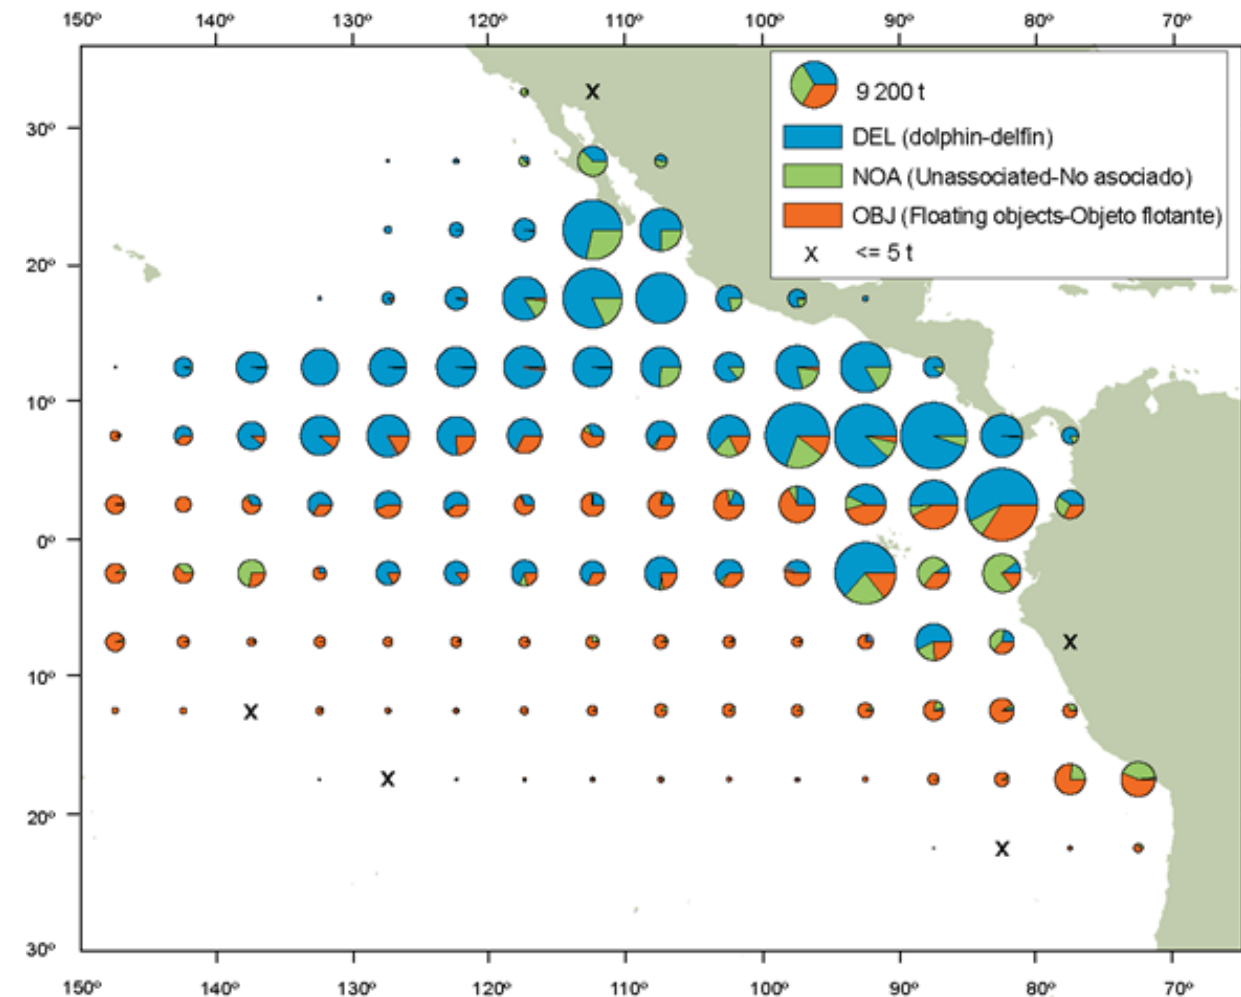 150º 140º 130º 120º 110º 100º 90º 80º 70º
9 200 t
DEL (dolphin-delfin)
NOA (Unassociated-No asociado)
OBJ (Floating objects-Objeto flotante)
x <= 5 t
x
30º
20º
10º
0º
x
10º
x
x
20º
x
30º
150º 140º 130º 120º 110º 100º 90º 80º 70º